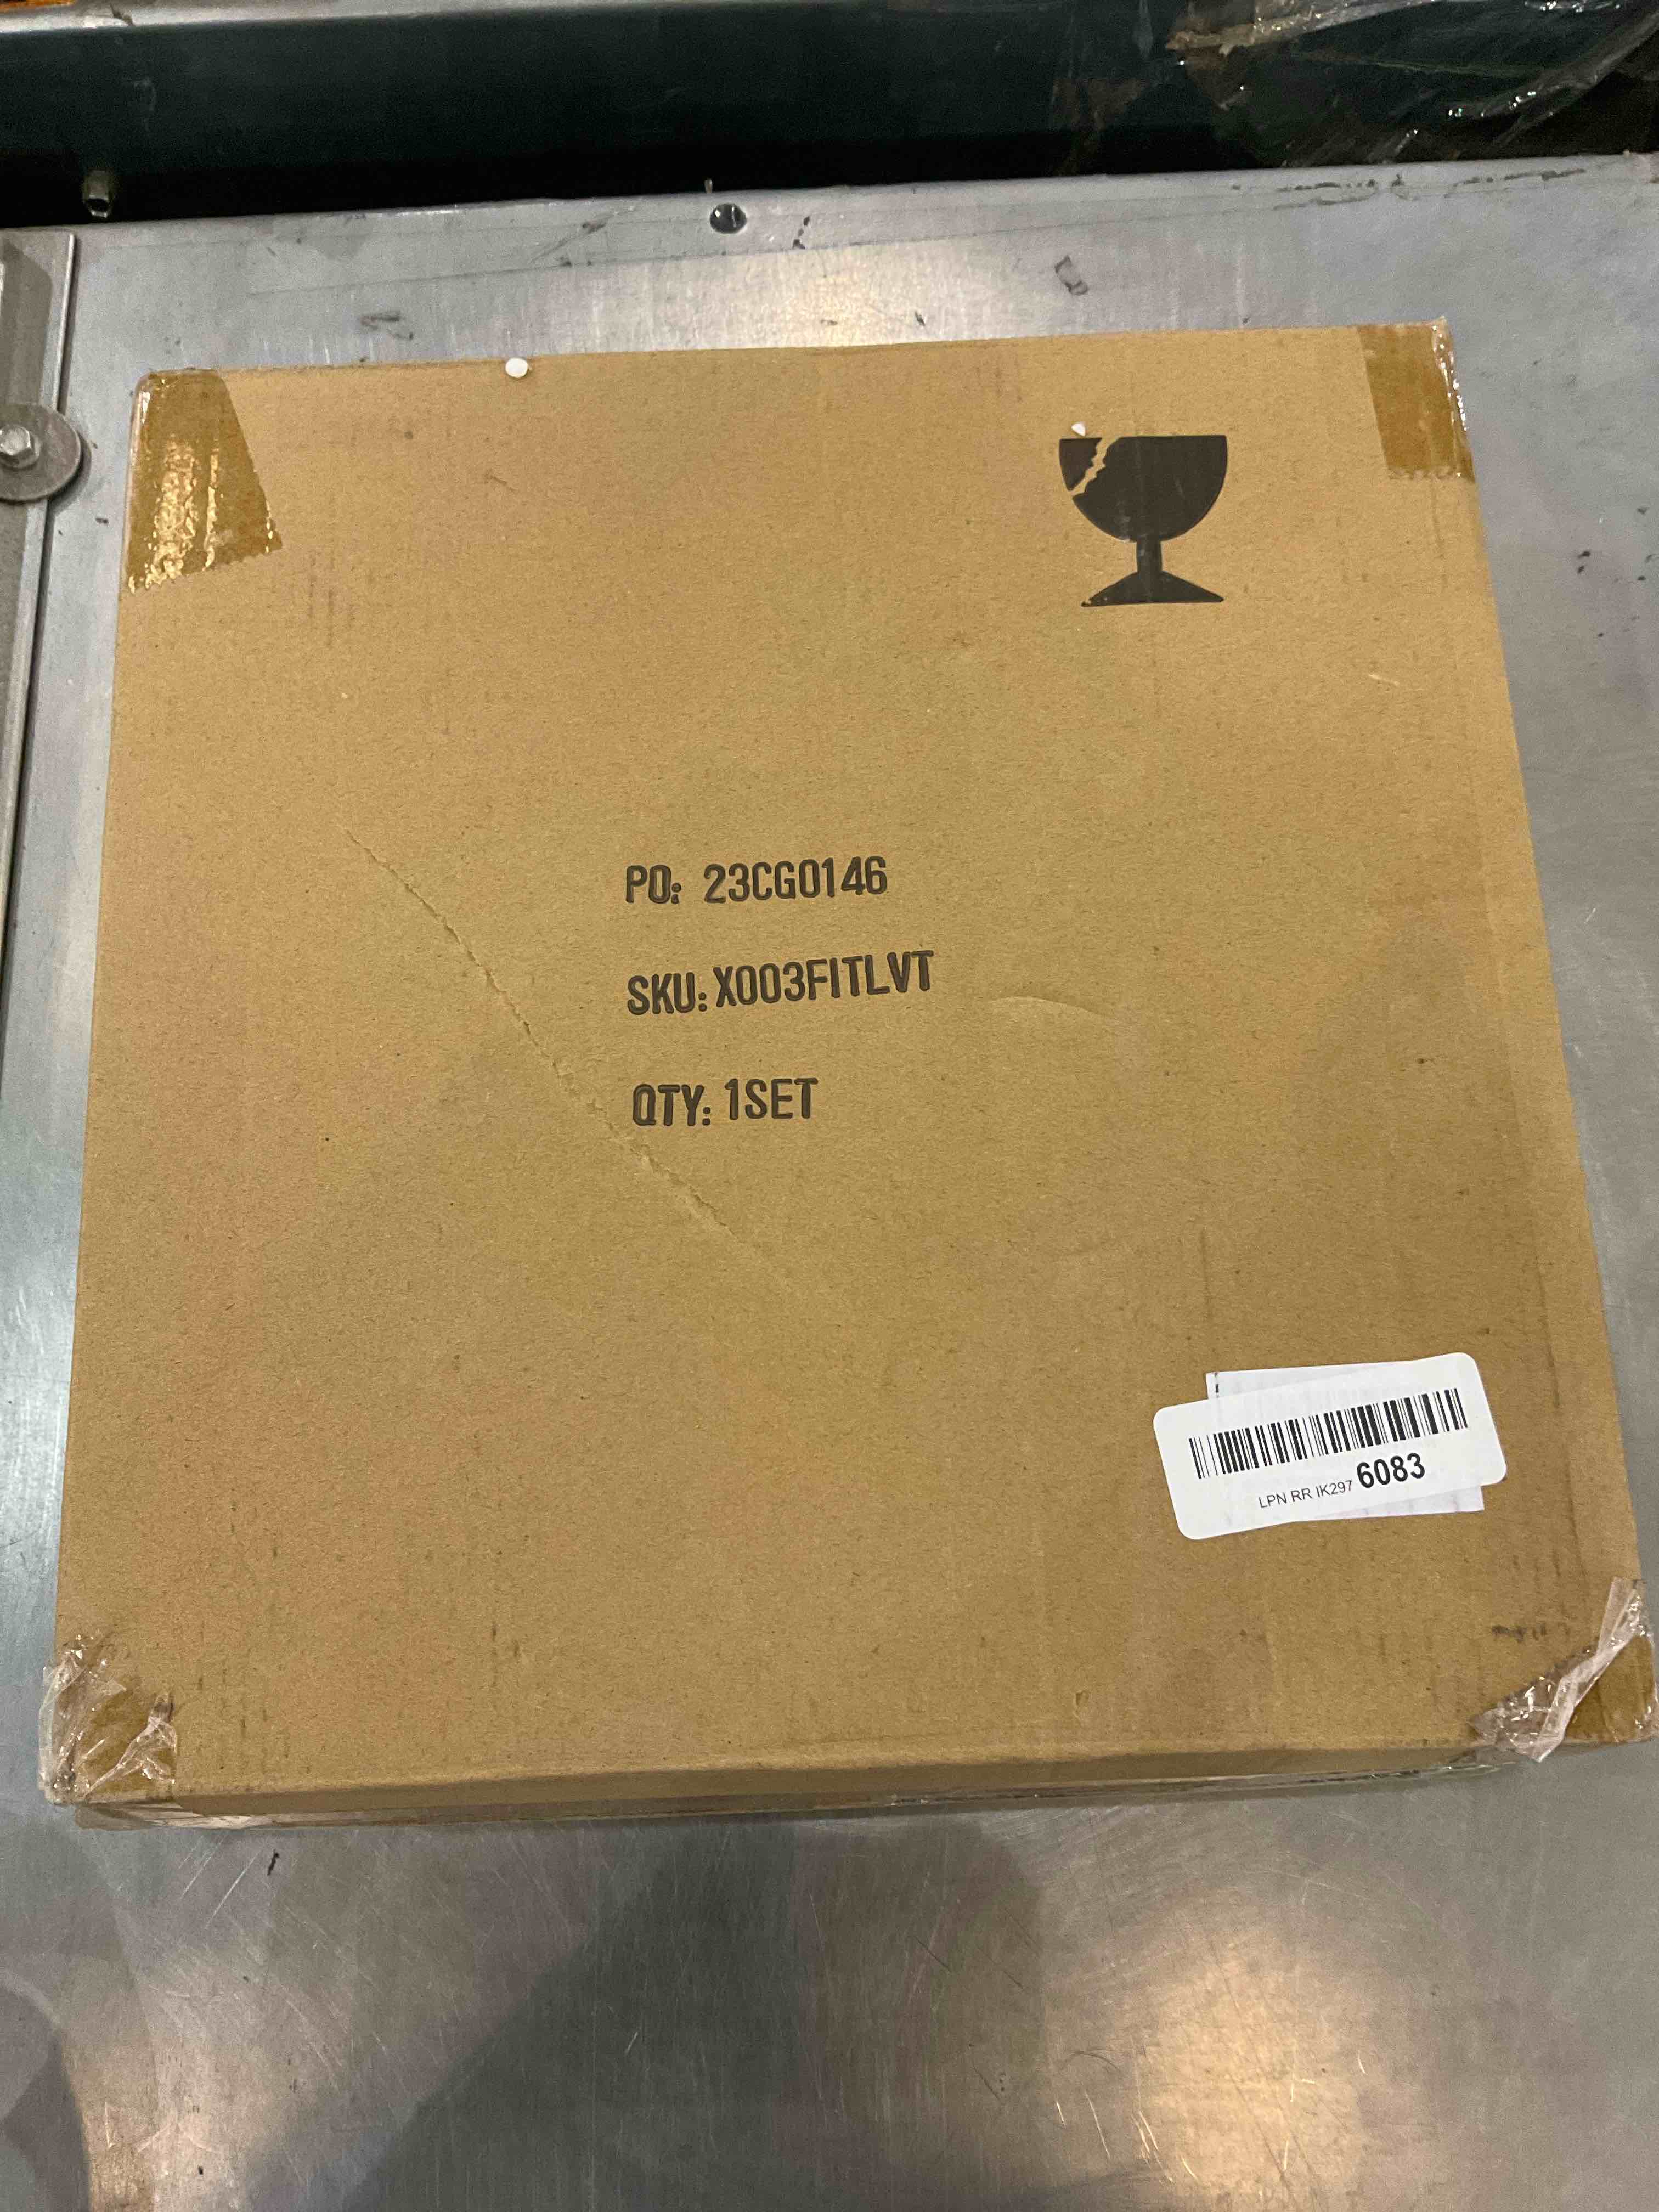 PO: 23CG0146
SKU: X003FITLVT
QTY: 1SET
LPN RR IK297 6083